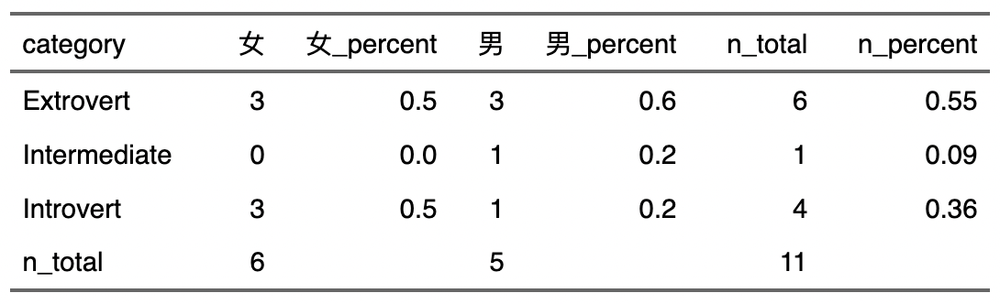 category 女 女_percent 男 男_percent n_total n_percent
Extrovert 3 0.5 3 0.6 6 0.55
Intermediate 0 0.0 1 0.2 1 0.09
Introvert 3 0.5 1 0.2 4 0.36
n_total 6 5 11